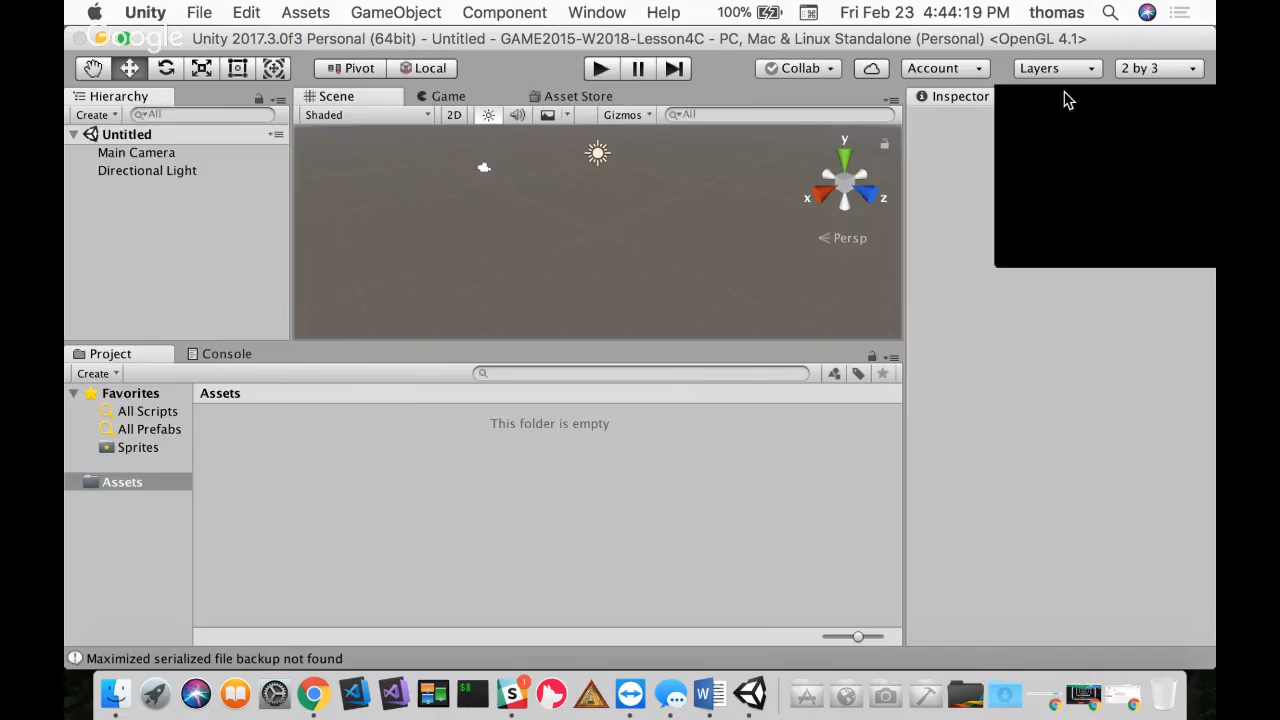 Unity File Edit Assets GameObject Component Window Help 100% Fri Feb 23 4:44:19 PM thomas
Google
Unity 2017.3.0f3 Personal (64bit) - Untitled - GAME2015-W2018-Lesson4C - PC, Mac & Linux Standalone (Personal) <OpenGL 4.1>
Pivot Local Collab Account Layers 2 by 3
Hierarchy Scene Game Asset Store Inspector
Create All Shaded 2D Gizmos All
Untitled
Main Camera
Directional Light
y
x z
Persp
Project Console
Create
Favorites Assets
All Scripts
All Prefabs
Sprites
This folder is empty
Assets
Maximized serialized file backup not found
1